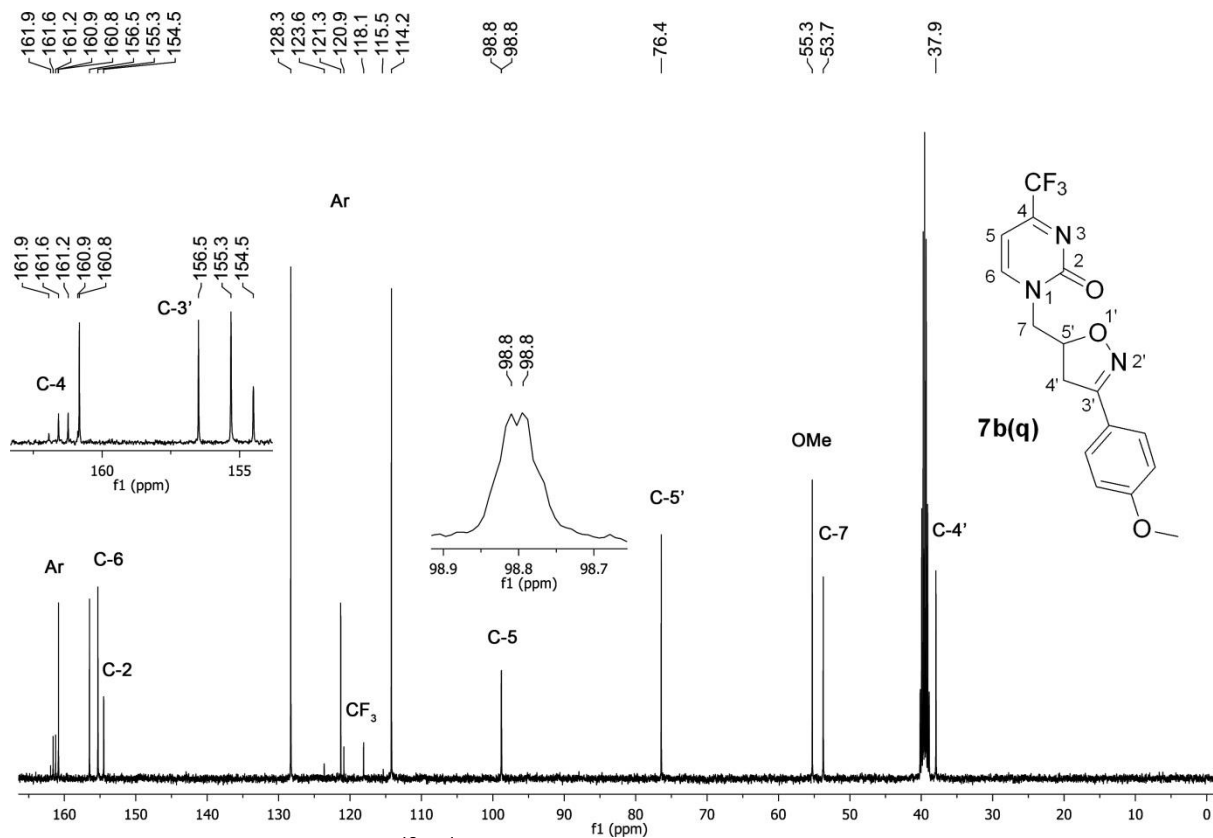 161.9
161.6
161.2
160.9
160.8
156.5
155.3
154.5
128.3
123.6
121.3
120.9
118.1
115.5
114.2
98.8
98.8
76.4
55.3
53.7
37.9
Ar
161.9
161.6
161.2
160.9
160.8
156.5
155.3
154.5
C-3'
C-4
160 155
f1 (ppm)
98.8
98.8
98.9 98.8 98.7
f1 (ppm)
CF3
4
5 N 3
6 2
N 1 O
7 5' O 1'
N 2'
4'
3'
7b(q)
O
OMe
C-5'
C-7
C-4'
Ar
C-6
C-2
CF3
C-5
160 150 140 130 120 110 100 90 80 70 60 50 40 30 20 10 0
f1 (ppm)